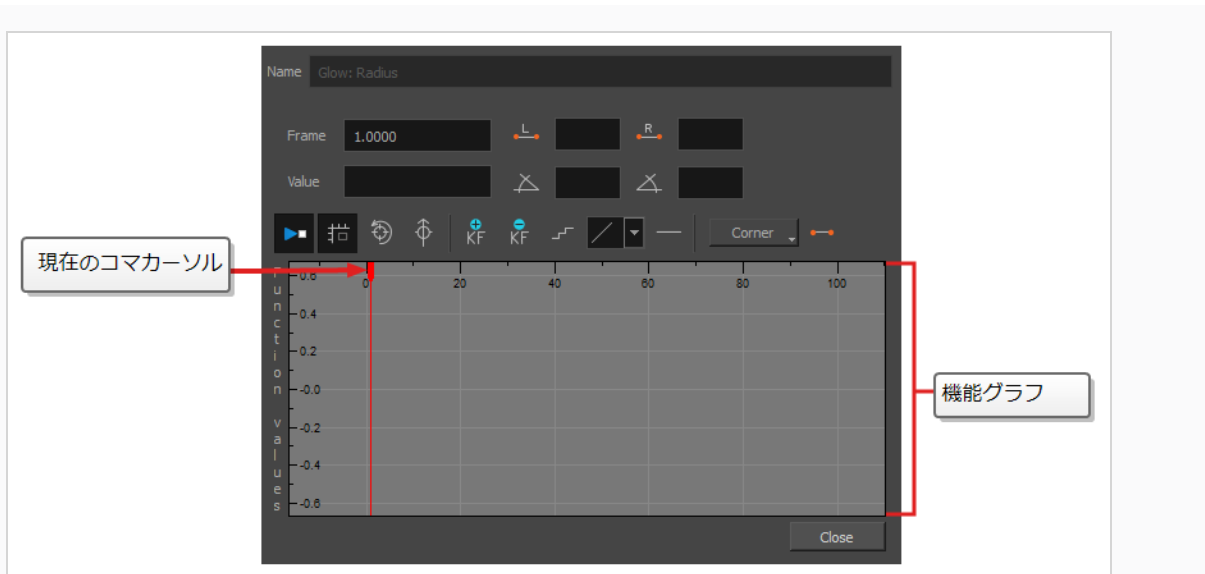 Name Glow: Radius
Frame 1.0000 L R
Value
KF KF Corner
現在のコマカーソル
Function values
0 20 40 60 80 100
0.6
0.4
0.2
-0.0
-0.2
-0.4
-0.6
機能グラフ
Close